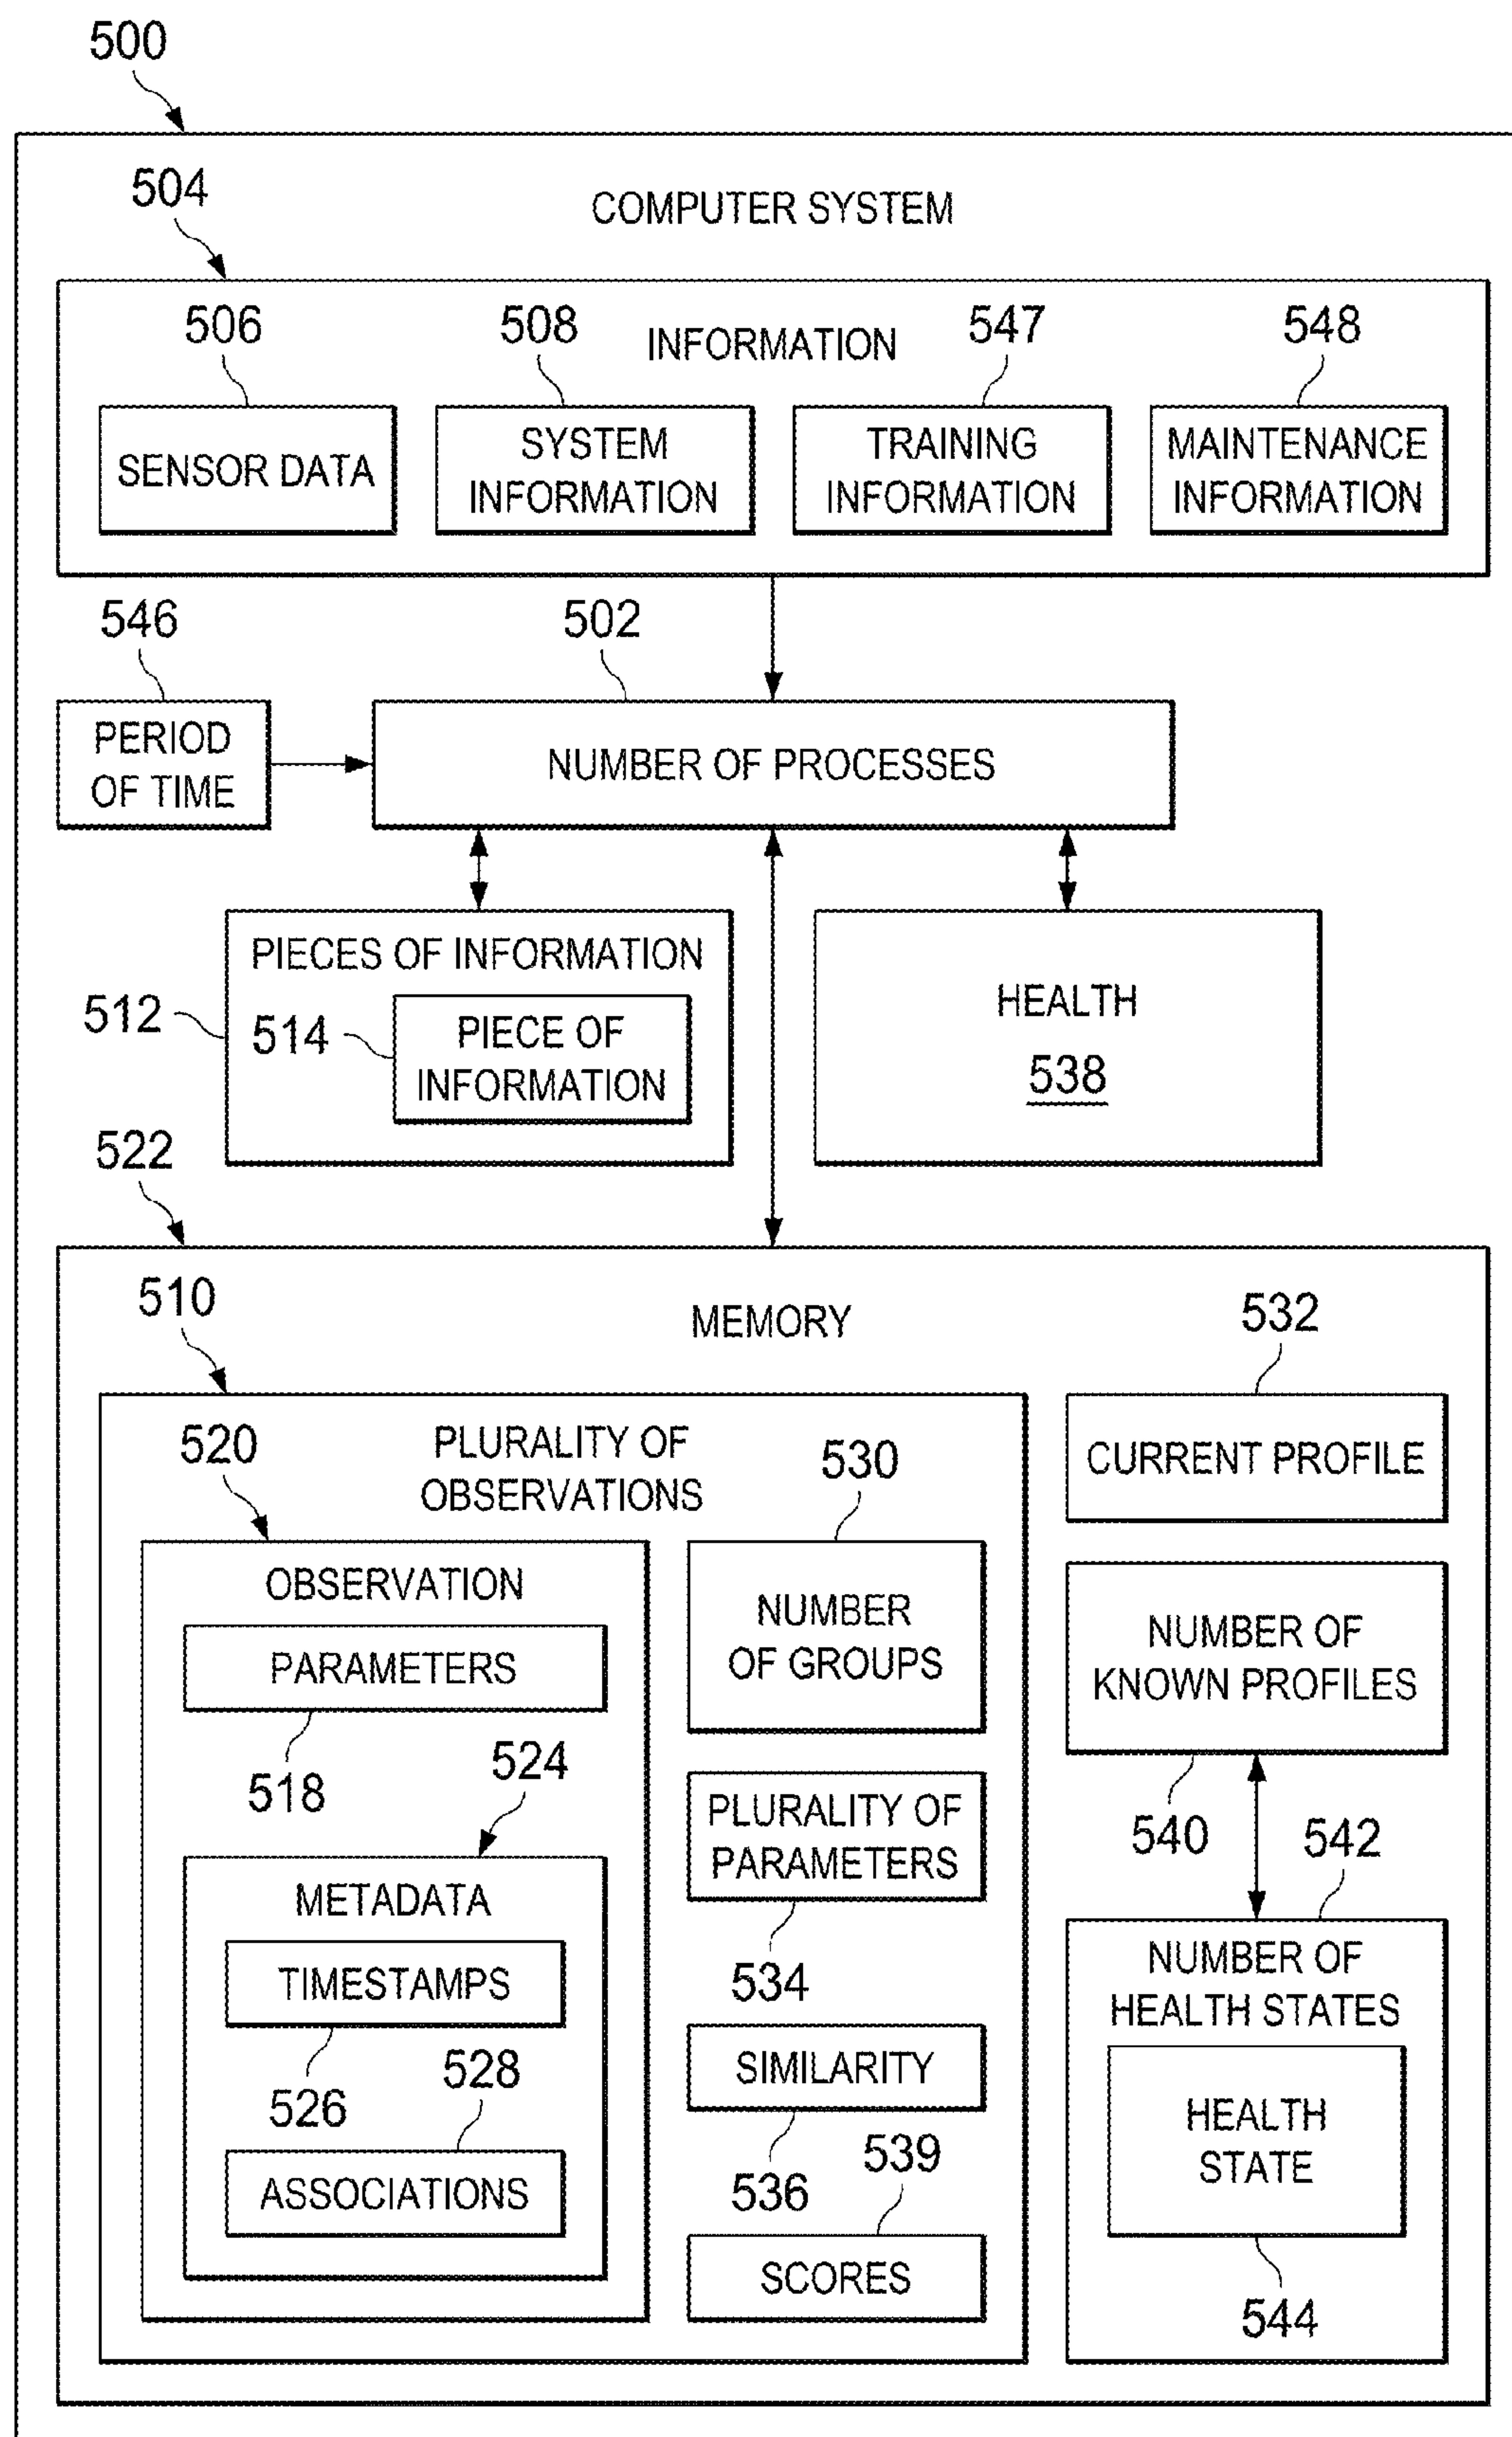 500
504
COMPUTER SYSTEM
INFORMATION
506
508
547
548
SENSOR DATA
SYSTEM
INFORMATION
TRAINING
INFORMATION
MAINTENANCE
INFORMATION
546
502
PERIOD
OF TIME
NUMBER OF PROCESSES
PIECES OF INFORMATION
512
514
PIECE OF
INFORMATION
HEALTH
538
522
510
MEMORY
532
CURRENT PROFILE
520
PLURALITY OF
OBSERVATIONS
530
OBSERVATION
PARAMETERS
518
NUMBER
OF GROUPS
NUMBER OF
KNOWN PROFILES
524
METADATA
TIMESTAMPS
526
528
ASSOCIATIONS
PLURALITY OF
PARAMETERS
534
540
542
SIMILARITY
536
539
SCORES
NUMBER OF
HEALTH STATES
HEALTH
STATE
544